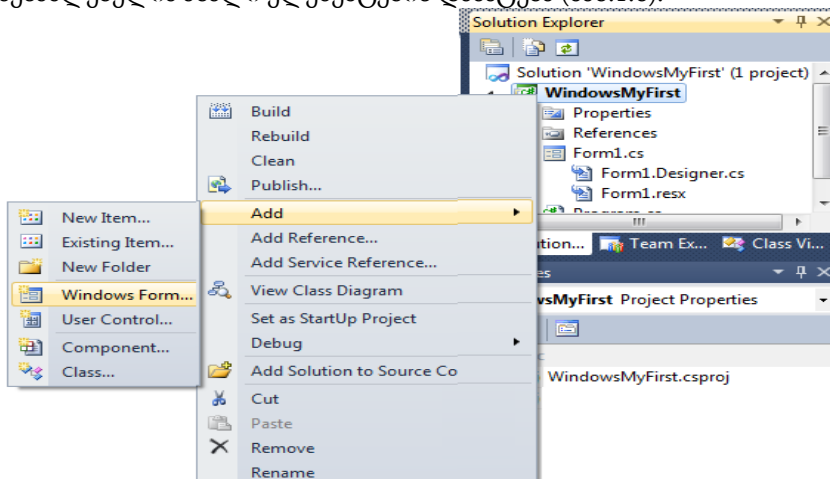 Solution Explorer
Solution 'WindowsMyFirst' (1 project)
WindowsMyFirst
Properties
References
Form1.cs
Form1.Designer.cs
Form1.resx
Build
Rebuild
Clean
Publish...
Add
Add Reference...
Add Service Reference...
View Class Diagram
Set as StartUp Project
Debug
Add Solution to Source Co
Cut
Paste
Remove
Rename
New Item...
Existing Item...
New Folder
Windows Form...
User Control...
Component...
Class...
Team Ex... Class Vi...
Project Properties
WindowsMyFirst.csproj